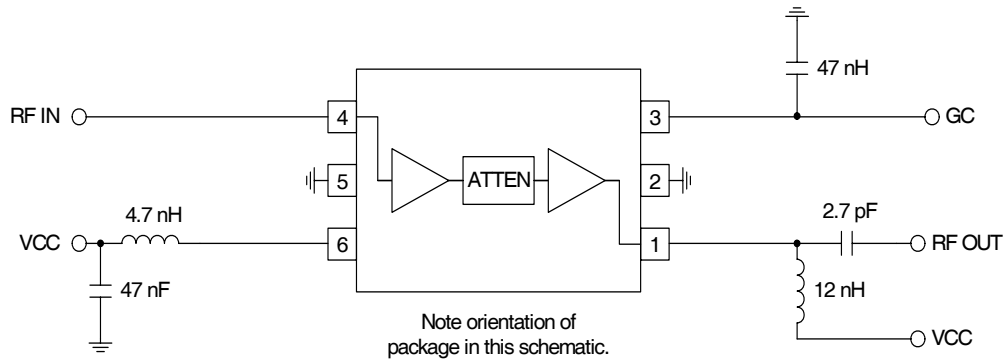 47 nH
RF IN
4
3
GC
5
ATTEN
2
4.7 nH
2.7 pF
VCC
6
1
RF OUT
47 nF
12 nH
Note orientation of
package in this schematic.
VCC